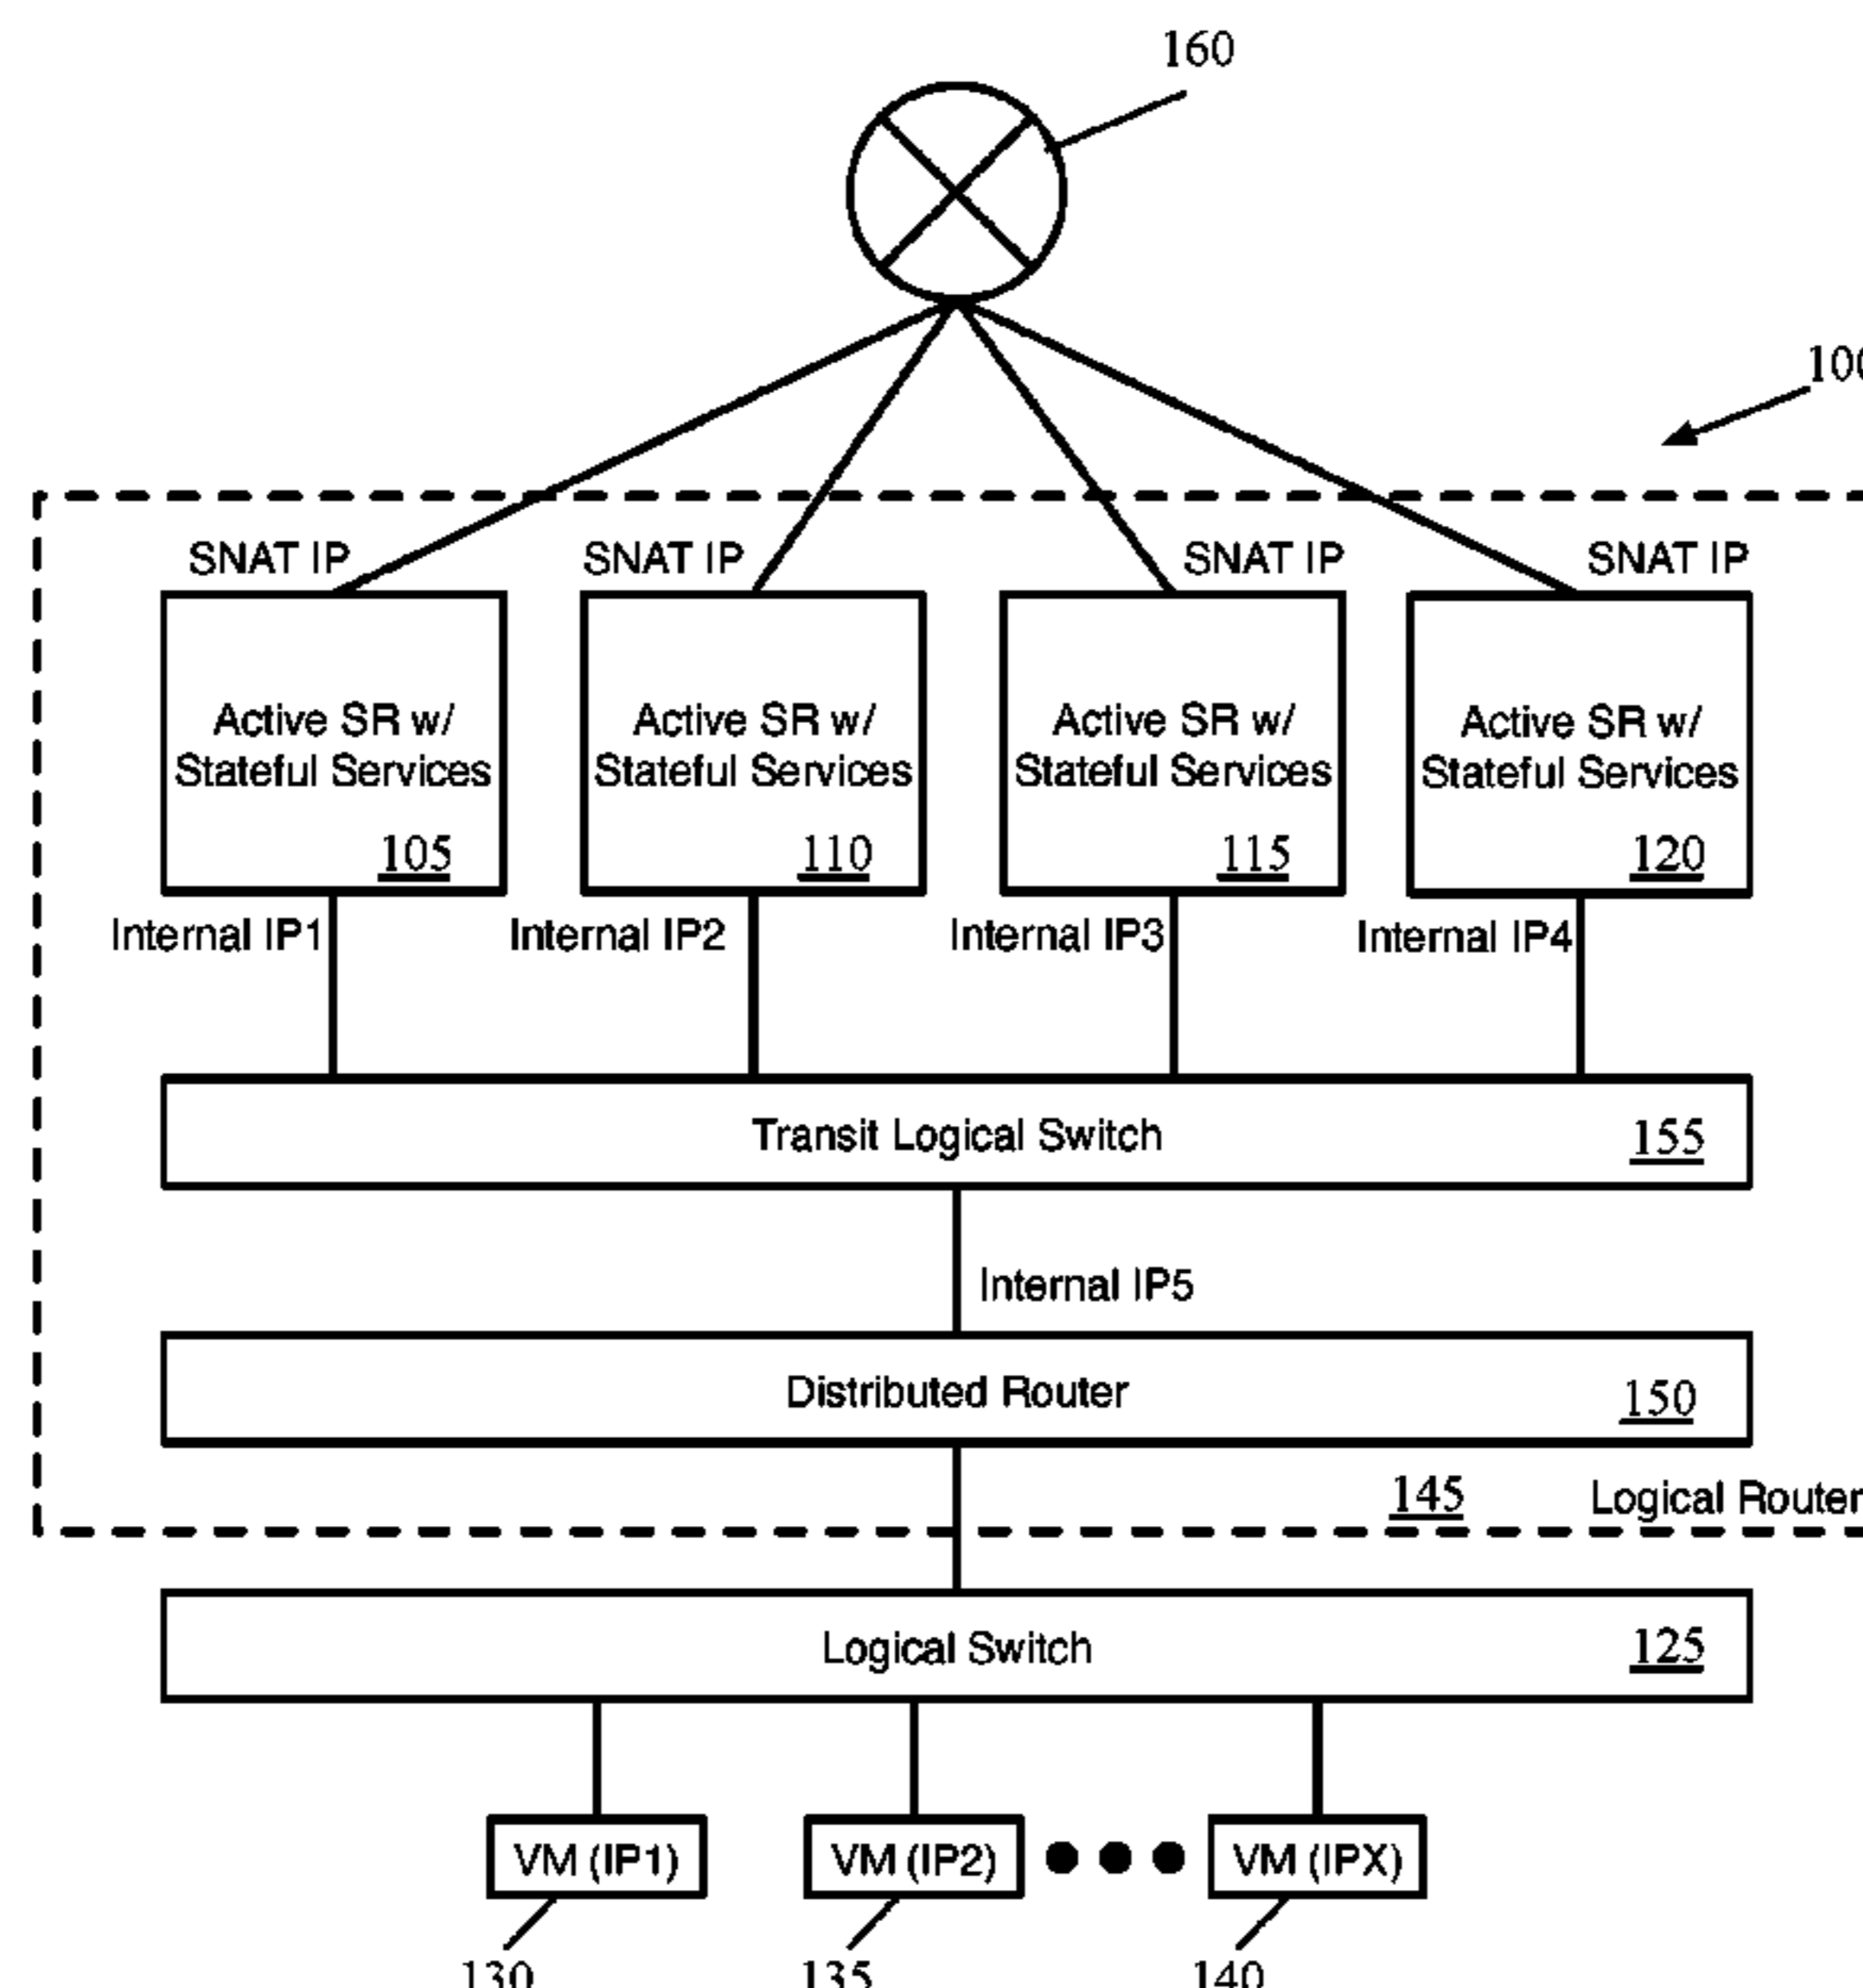 160
100
SNAT IP
SNAT IP
SNAT IP
SNAT IP
Active SR w/
Stateful Services
105
Active SR w/
Stateful Services
110
Active SR w/
Stateful Services
115
Active SR w/
Stateful Services
120
Internal IP1
Internal IP2
Internal IP3
Internal IP4
Transit Logical Switch
155
Internal IP5
Distributed Router
150
145
Logical Router
Logical Switch
125
VM (IP1)
VM (IP2)
VM (IPX)
130
135
140